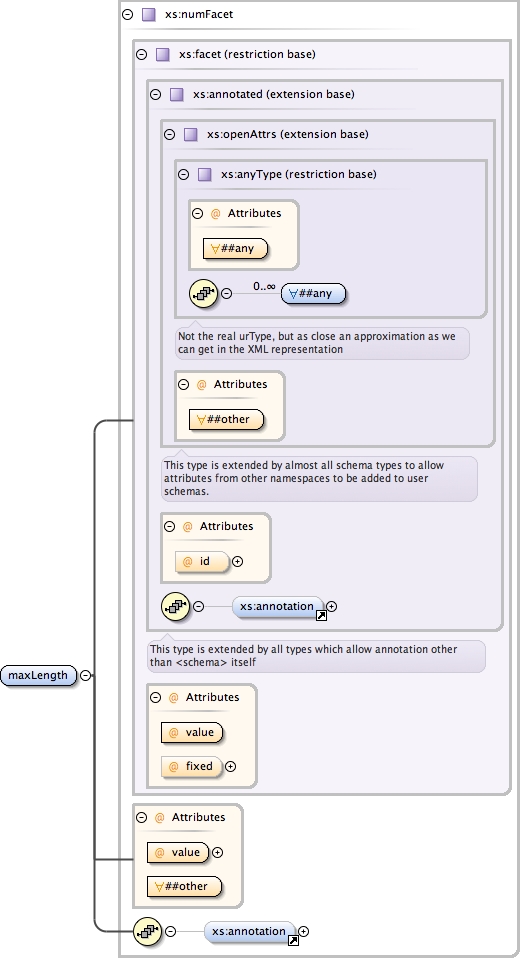 xs:numFacet
xs:facet (restriction base)
xs:annotated (extension base)
xs:openAttrs (extension base)
xs:anyType (restriction base)
@ Attributes
∀##any
0..∞
∀##any
Not the real urType, but as close an approximation as we
can get in the XML representation
@ Attributes
∀##other
This type is extended by almost all schema types to allow
attributes from other namespaces to be added to user
schemas.
@ Attributes
@ id
xs:annotation
This type is extended by all types which allow annotation other
than <schema> itself
maxLength
@ Attributes
@ value
@ fixed
@ Attributes
@ value
∀##other
xs:annotation